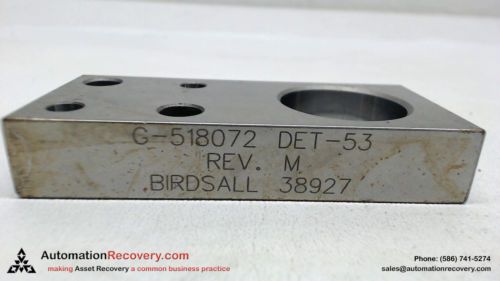 G-518072 DET-53
REV. M
BIRDSALL 38927
AutomationRecovery.com
making Asset Recovery a common business practice
Phone: (586) 741-5274
sales@automationrecovery.com